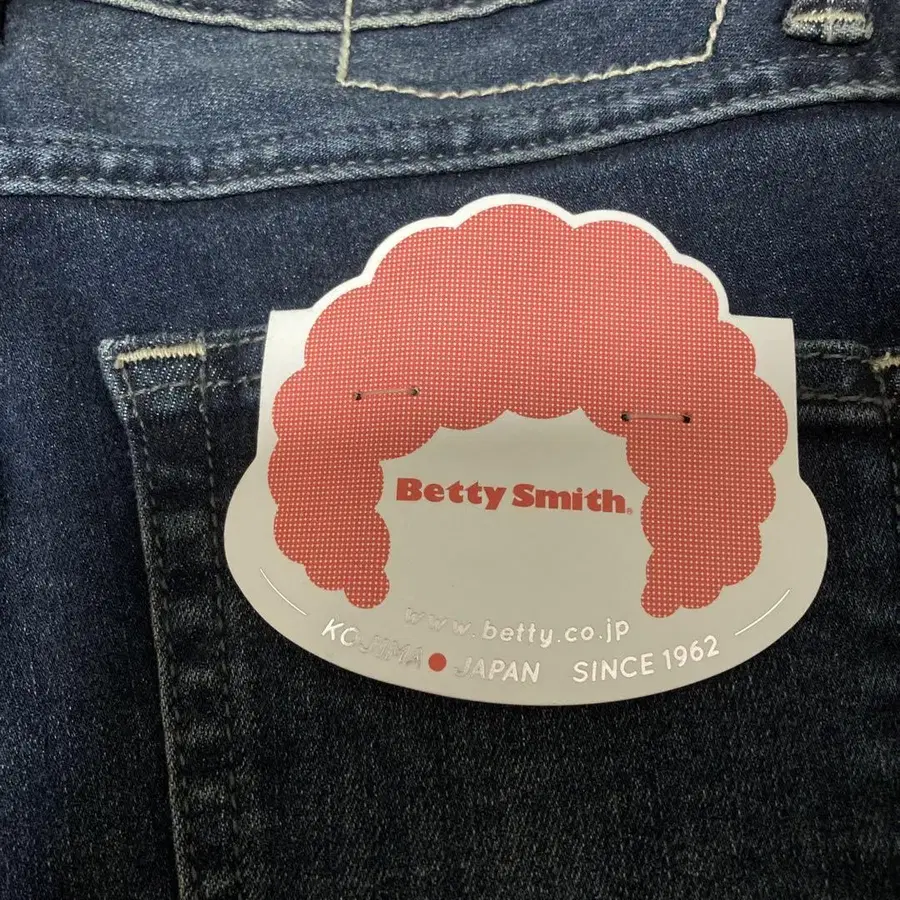 Betty Smith®
www.betty.co.jp
KOJIMA ● JAPAN SINCE 1962